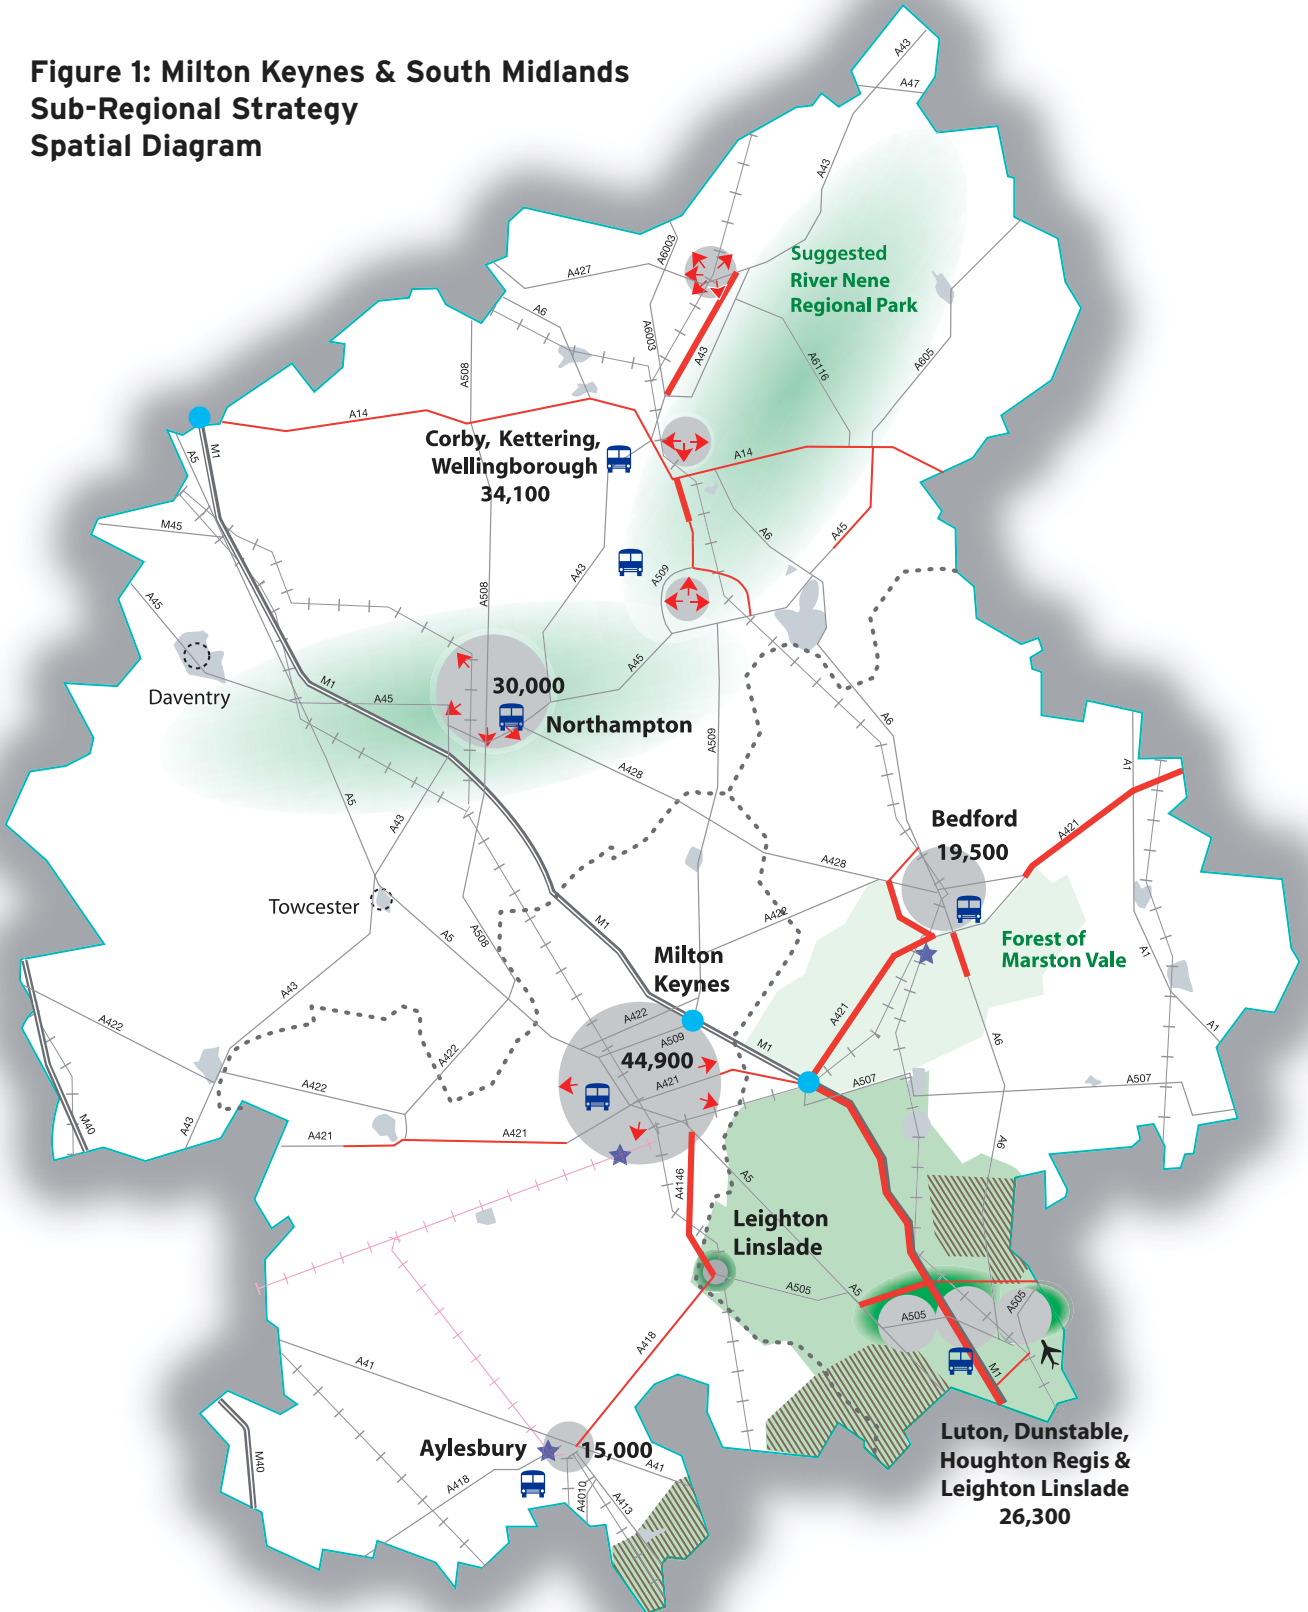 Figure 1: Milton Keynes & South Midlands
Sub-Regional Strategy
Spatial Diagram
A43
A47
A43
A6003
A427
Suggested
River Nene
Regional Park
A6
A6003
A43
A6116
A605
A508
A14
M1
A5
Corby, Kettering,
Wellingborough
34,100
A14
M45
A6
A45
A43
A509
A508
A45
Daventry
M1
A45
30,000
Northampton
A45
A509
A6
A428
A1
A5
A43
Bedford
19,500
A421
A428
A422
Towcester
A5
A508
M1
Milton
Keynes
Forest of
Marston Vale
A1
A43
A422
A422
A509
A421
M1
A6
A1
A422
44,900
A421
A422
A507
A507
M40
A43
A421
A421
A4146
A5
A6
Leighton
Linslade
A505
A5
A505
A505
A41
A418
M1
M40
Aylesbury
15,000
A418
A4010
A413
A41
Luton, Dunstable,
Houghton Regis &
Leighton Linslade
26,300